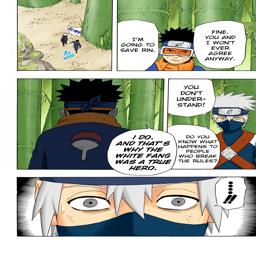 FINE.
YOU AND
I WON'T
EVER
AGREE
ANYWAY.
I'M
GOING TO
SAVE RIN.
YOU
DON'T
UNDER-
STAND!
I DO.
AND THAT'S
WHY THE
WHITE FANG
WAS A TRUE
HERO.
DO YOU
KNOW WHAT
HAPPENS TO
PEOPLE
WHO BREAK
THE RULES?
...!!